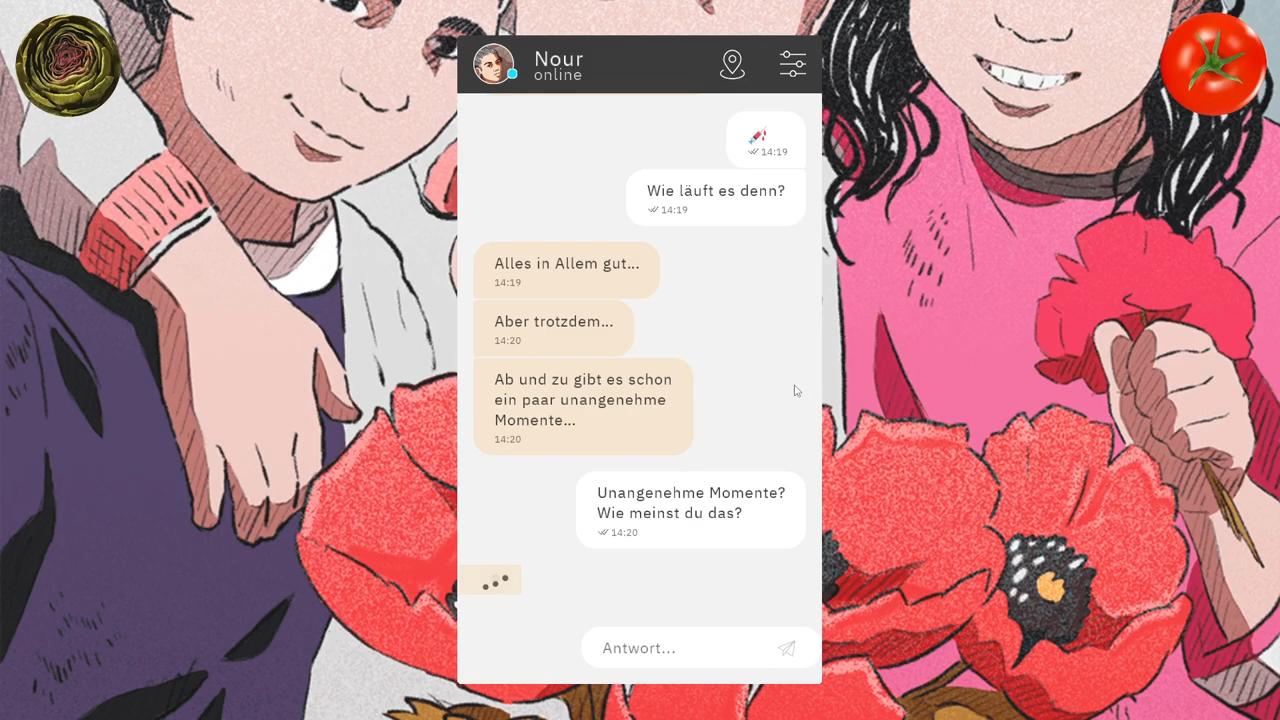 Nour
online
14:19
Wie läuft es denn?
14:19
Alles in Allem gut...
14:19
Aber trotzdem...
14:20
Ab und zu gibt es schon
ein paar unangenehme
Momente...
14:20
Unangenehme Momente?
Wie meinst du das?
14:20
Antwort...